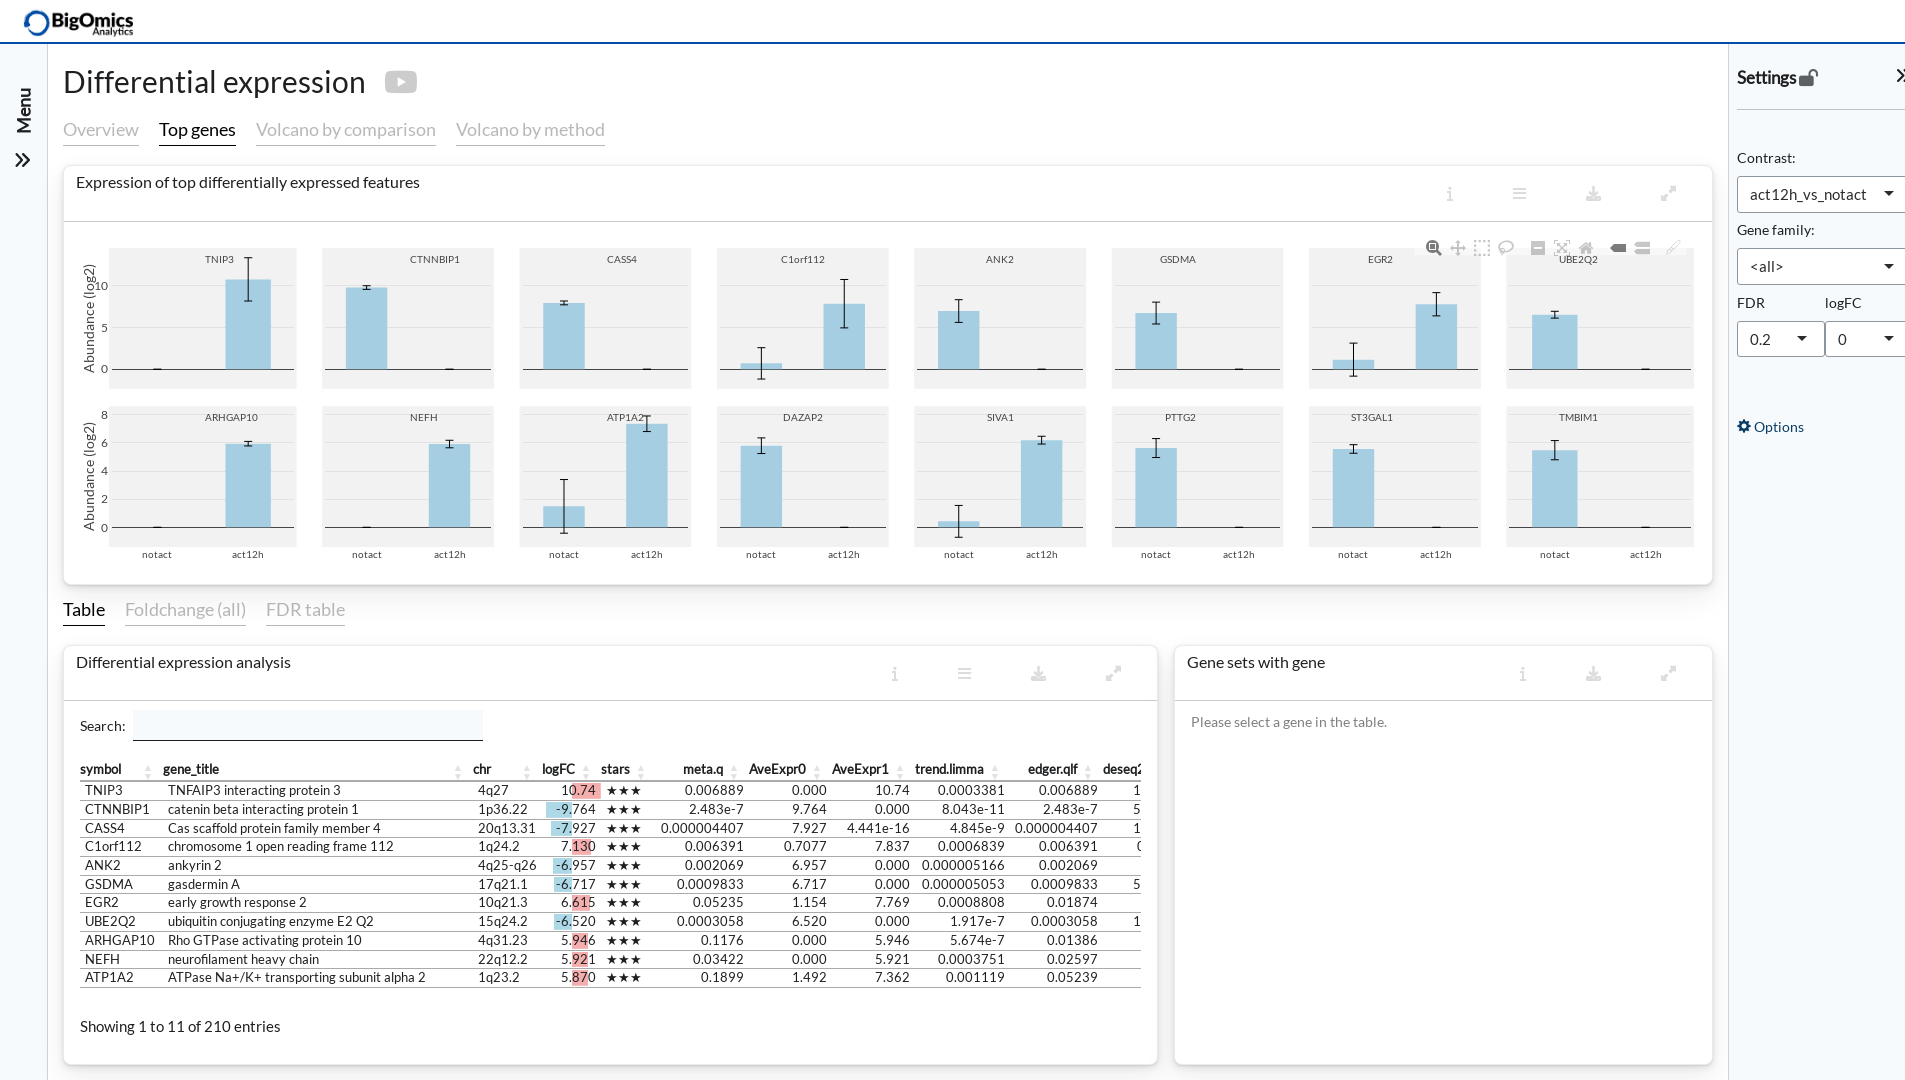 BigOmics
Analytics
Menu
Differential expression
Overview Top genes Volcano by comparison Volcano by method
Expression of top differentially expressed features
TNIP3 CTNNBIP1 CASS4 C1orf112 ANK2 GSDMA EGR2 UBE2Q2
Abundance (log2)
10
5
0
ARHGAP10 NEFH ATP1A2 DAZAP2 SIVA1 PTTG2 ST3GAL1 TMBIM1
Abundance (log2)
8
6
4
2
0
notact act12h notact act12h notact act12h notact act12h notact act12h notact act12h notact act12h notact act12h
Table Foldchange (all) FDR table
Differential expression analysis
Search:
symbol gene_title chr logFC stars meta.q AveExpr0 AveExpr1 trend.limma edger.qlf deseq2
TNIP3 TNFAIP3 interacting protein 3 4q27 10.74 ★★★ 0.006889 0.000 10.74 0.0003381 0.006889 1
CTNNBIP1 catenin beta interacting protein 1 1p36.22 -9.764 ★★★ 2.483e-7 9.764 0.000 8.043e-11 2.483e-7 5
CASS4 Cas scaffold protein family member 4 20q13.31 -7.927 ★★★ 0.000004407 7.927 4.441e-16 4.845e-9 0.000004407 1
C1orf112 chromosome 1 open reading frame 112 1q24.2 7.130 ★★★ 0.006391 0.7077 7.837 0.0006839 0.006391
ANK2 ankyrin 2 4q25-q26 -6.957 ★★★ 0.002069 6.957 0.000 0.000005166 0.002069
GSDMA gasdermin A 17q21.1 -6.717 ★★★ 0.0009833 6.717 0.000 0.000005053 0.0009833 5
EGR2 early growth response 2 10q21.3 6.615 ★★★ 0.05235 1.154 7.769 0.0008808 0.01874
UBE2Q2 ubiquitin conjugating enzyme E2 Q2 15q24.2 -6.520 ★★★ 0.0003058 6.520 0.000 1.917e-7 0.0003058 1
ARHGAP10 Rho GTPase activating protein 10 4q31.23 5.946 ★★★ 0.1176 0.000 5.946 5.674e-7 0.01386
NEFH neurofilament heavy chain 22q12.2 5.921 ★★★ 0.03422 0.000 5.921 0.0003751 0.02597
ATP1A2 ATPase Na+/K+ transporting subunit alpha 2 1q23.2 5.870 ★★★ 0.1899 1.492 7.362 0.001119 0.05239
Showing 1 to 11 of 210 entries
Gene sets with gene
Please select a gene in the table.
Settings
Contrast:
act12h_vs_notact
Gene family:
<all>
FDR logFC
0.2 0
Options